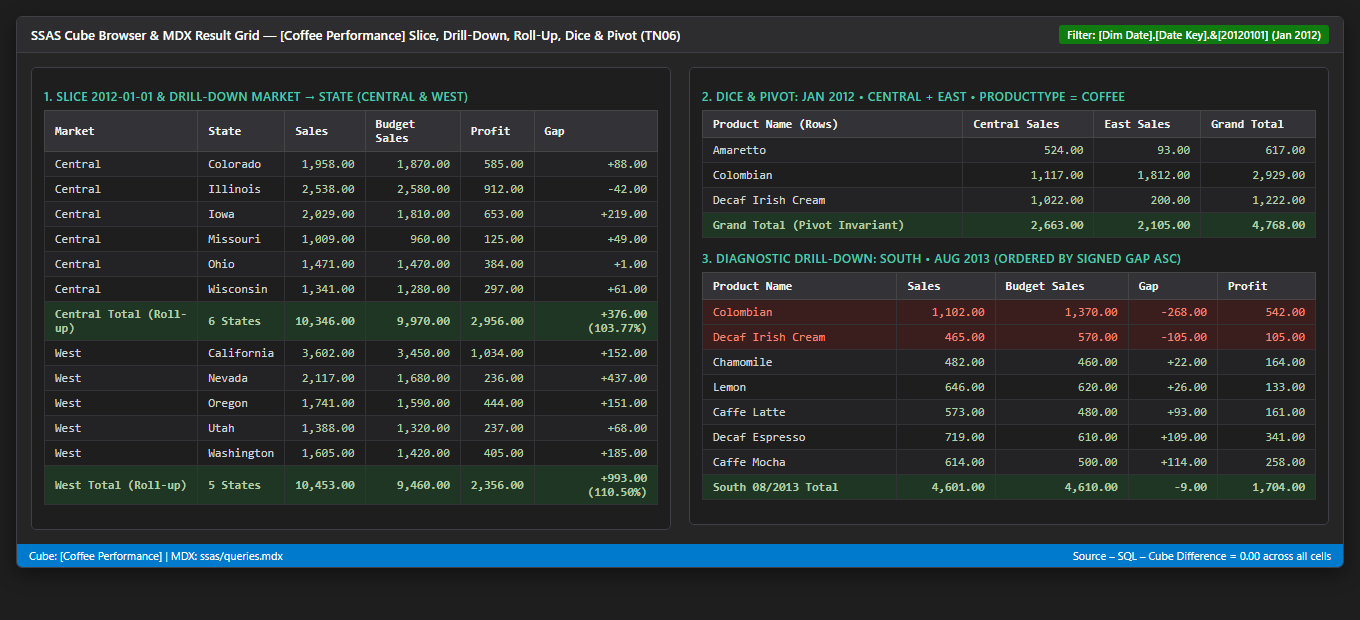 SSAS Cube Browser & MDX Result Grid — [Coffee Performance] Slice, Drill-Down, Roll-Up, Dice & Pivot (TN06)
Filter: [Dim Date].[Date Key].&[20120101] (Jan 2012)
1. SLICE 2012-01-01 & DRILL-DOWN MARKET → STATE (CENTRAL & WEST)
Market State Sales Budget Sales Profit Gap
Central Colorado 1,958.00 1,870.00 585.00 +88.00
Central Illinois 2,538.00 2,580.00 912.00 -42.00
Central Iowa 2,029.00 1,810.00 653.00 +219.00
Central Missouri 1,009.00 960.00 125.00 +49.00
Central Ohio 1,471.00 1,470.00 384.00 +1.00
Central Wisconsin 1,341.00 1,280.00 297.00 +61.00
Central Total (Roll-up) 6 States 10,346.00 9,970.00 2,956.00 +376.00 (103.77%)
West California 3,602.00 3,450.00 1,034.00 +152.00
West Nevada 2,117.00 1,680.00 236.00 +437.00
West Oregon 1,741.00 1,590.00 444.00 +151.00
West Utah 1,388.00 1,320.00 237.00 +68.00
West Washington 1,605.00 1,420.00 405.00 +185.00
West Total (Roll-up) 5 States 10,453.00 9,460.00 2,356.00 +993.00 (110.50%)
2. DICE & PIVOT: JAN 2012 • CENTRAL + EAST • PRODUCTTYPE = COFFEE
Product Name (Rows) Central Sales East Sales Grand Total
Amaretto 524.00 93.00 617.00
Colombian 1,117.00 1,812.00 2,929.00
Decaf Irish Cream 1,022.00 200.00 1,222.00
Grand Total (Pivot Invariant) 2,663.00 2,105.00 4,768.00
3. DIAGNOSTIC DRILL-DOWN: SOUTH • AUG 2013 (ORDERED BY SIGNED GAP ASC)
Product Name Sales Budget Sales Gap Profit
Colombian 1,102.00 1,370.00 -268.00 542.00
Decaf Irish Cream 465.00 570.00 -105.00 105.00
Chamomile 482.00 460.00 +22.00 164.00
Lemon 646.00 620.00 +26.00 133.00
Caffe Latte 573.00 480.00 +93.00 161.00
Decaf Espresso 719.00 610.00 +109.00 341.00
Caffe Mocha 614.00 500.00 +114.00 258.00
South 08/2013 Total 4,601.00 4,610.00 -9.00 1,704.00
Cube: [Coffee Performance] | MDX: ssas/queries.mdx
Source – SQL – Cube Difference = 0.00 across all cells